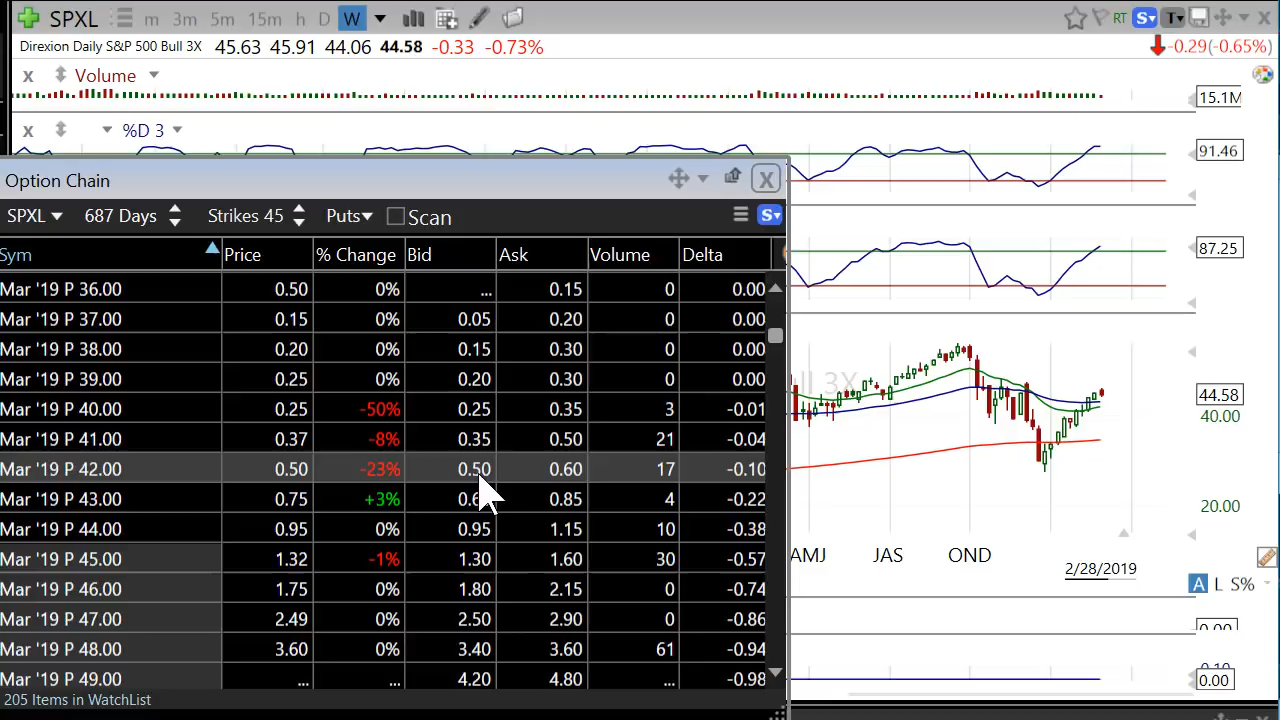 SPXL m 3m 5m 15m h D W RT S T
Direxion Daily S&P 500 Bull 3X 45.63 45.91 44.06 44.58 -0.33 -0.73% -0.29(-0.65%)
x Volume
15.1M
x %D 3
91.46
Option Chain X
SPXL 687 Days Strikes 45 Puts Scan S
87.25
Sym Price % Change Bid Ask Volume Delta
Mar '19 P 36.00 0.50 0% ... 0.15 0 0.00
Mar '19 P 37.00 0.15 0% 0.05 0.20 0 0.00
Mar '19 P 38.00 0.20 0% 0.15 0.30 0 0.00
Mar '19 P 39.00 0.25 0% 0.20 0.30 0 0.00
Mar '19 P 40.00 0.25 -50% 0.25 0.35 3 -0.01
Mar '19 P 41.00 0.37 -8% 0.35 0.50 21 -0.04
Mar '19 P 42.00 0.50 -23% 0.50 0.60 17 -0.10
Mar '19 P 43.00 0.75 +3% 0.85 4 -0.22
Mar '19 P 44.00 0.95 0% 0.95 1.15 10 -0.38
Mar '19 P 45.00 1.32 -1% 1.30 1.60 30 -0.57
Mar '19 P 46.00 1.75 0% 1.80 2.15 0 -0.74
Mar '19 P 47.00 2.49 0% 2.50 2.90 0 -0.86
Mar '19 P 48.00 3.60 0% 3.40 3.60 61 -0.94
Mar '19 P 49.00 ... ... 4.20 4.80 ... -0.98
205 Items in WatchList
3X
44.58
40.00
20.00
AMJ JAS OND
2/28/2019
A L S%
0.00
0.10
0.00